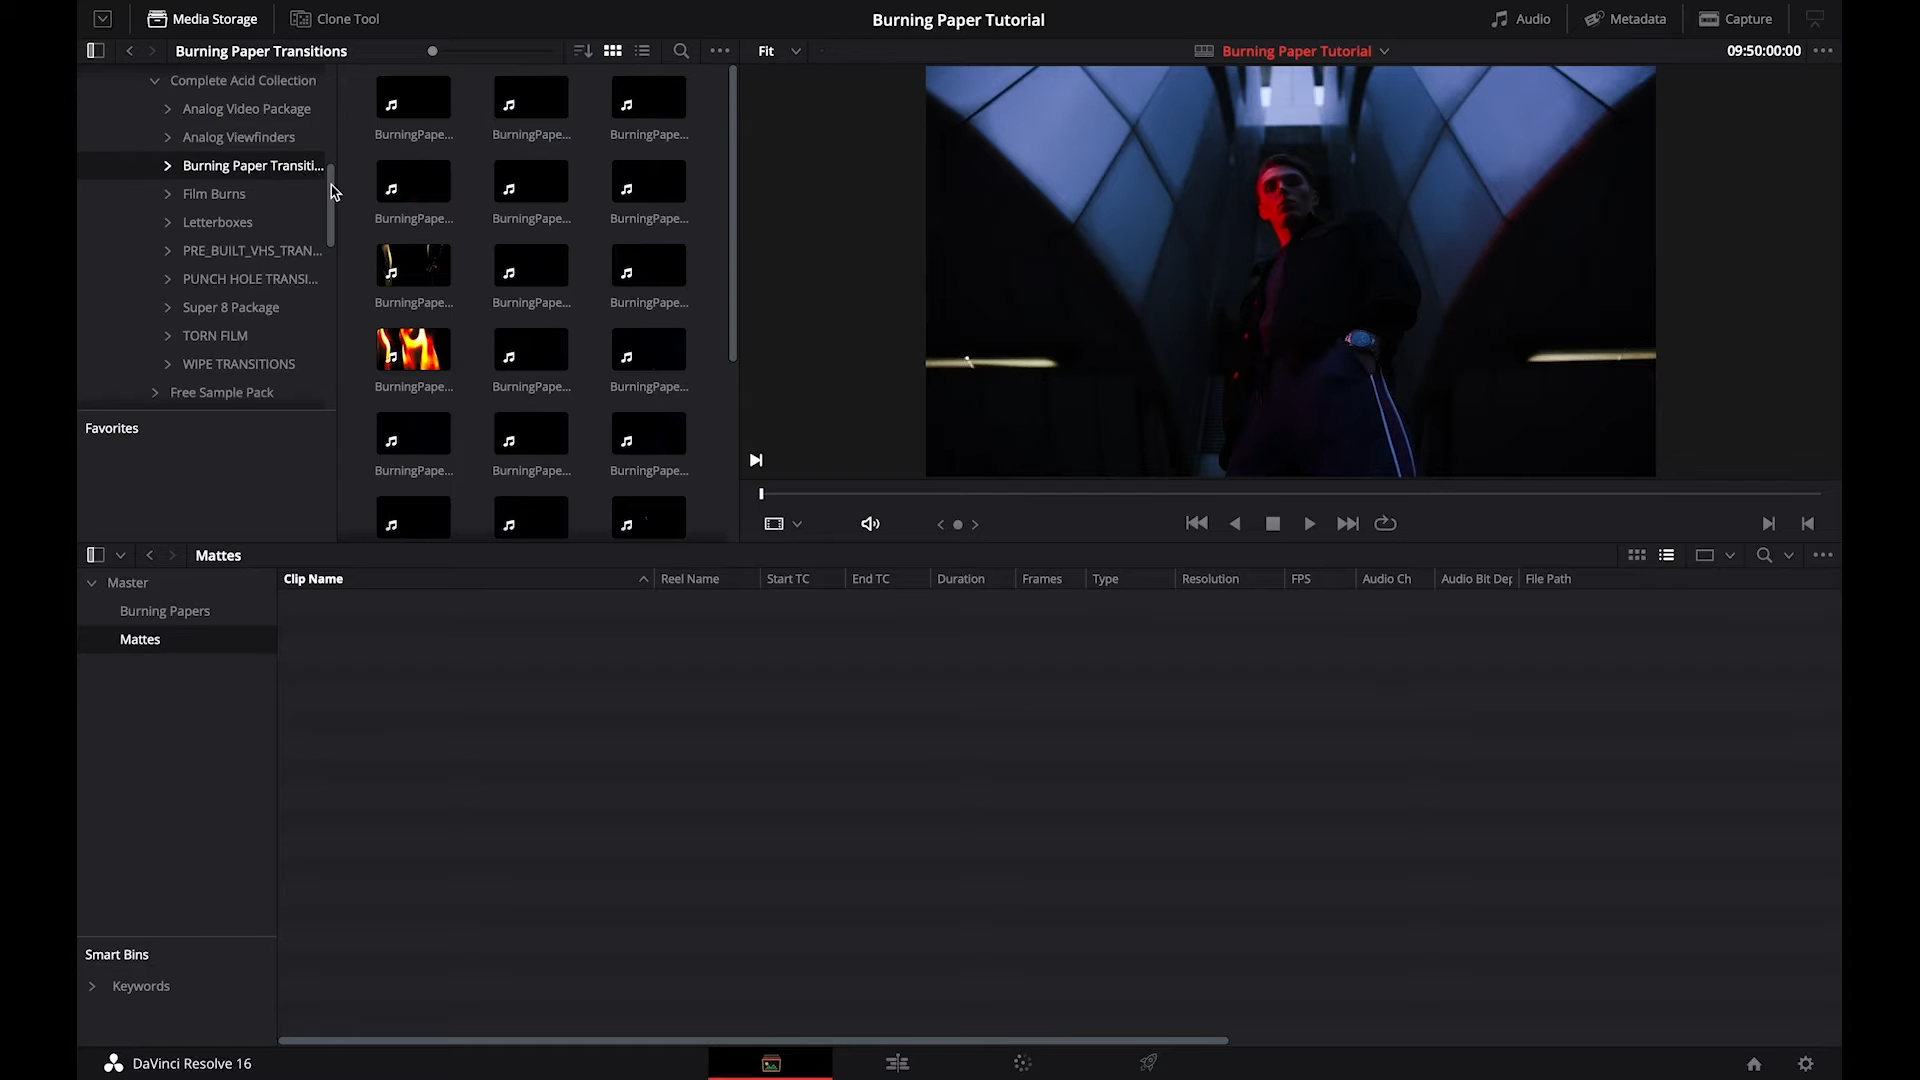 Media Storage
Clone Tool
Burning Paper Tutorial
Audio
Metadata
Capture
Burning Paper Transitions
Fit
Burning Paper Tutorial
09:50:00:00
Complete Acid Collection
Analog Video Package
Analog Viewfinders
Burning Paper Transiti...
Film Burns
Letterboxes
PRE_BUILT_VHS_TRAN...
PUNCH HOLE TRANSI...
Super 8 Package
TORN FILM
WIPE TRANSITIONS
Free Sample Pack
Favorites
BurningPape... BurningPape... BurningPape...
BurningPape... BurningPape... BurningPape...
BurningPape... BurningPape... BurningPape...
BurningPape... BurningPape... BurningPape...
BurningPape... BurningPape... BurningPape...
Mattes
Master
Burning Papers
Mattes
Clip Name Reel Name Start TC End TC Duration Frames Type Resolution FPS Audio Ch Audio Bit Dep File Path
Smart Bins
Keywords
DaVinci Resolve 16